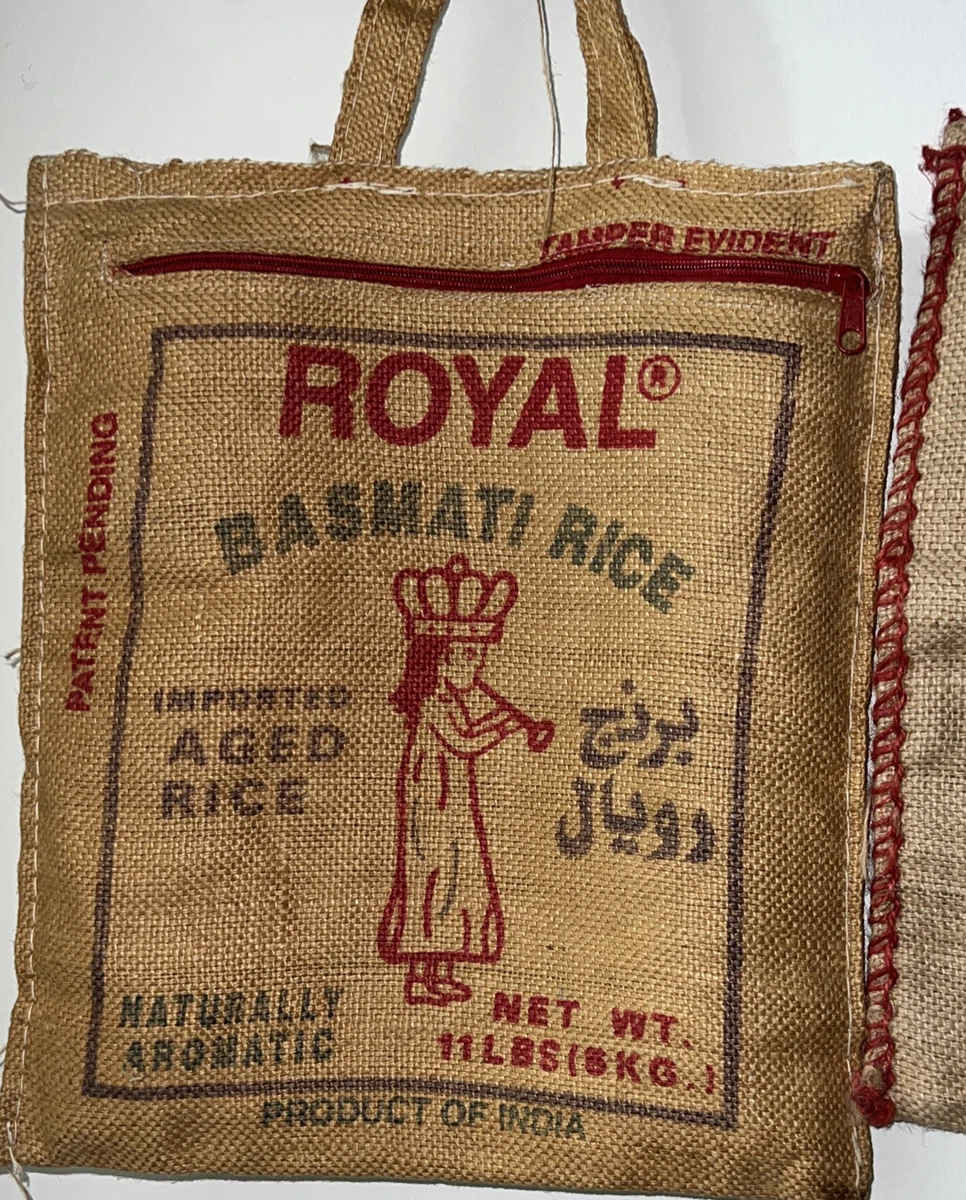 TAMPER EVIDENT
ROYAL®
BASMATI RICE
PATENT PENDING
IMPORTED
AGED
RICE
برنج
رويال
NATURALLY
AROMATIC
NET WT.
11LBS(5KG.)
PRODUCT OF INDIA